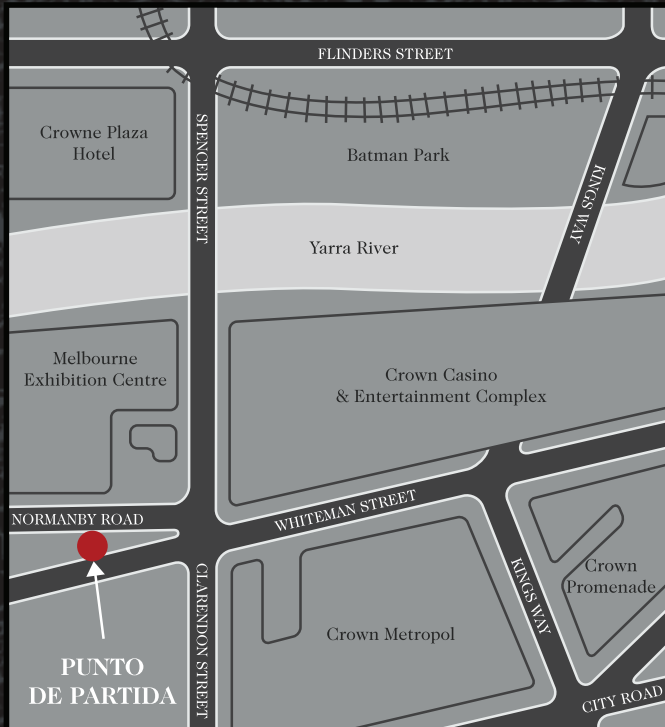 FLINDERS STREET
Crowne Plaza
Hotel
SPENCER STREET
Batman Park
KINGS WAY
Yarra River
Melbourne
Exhibition Centre
Crown Casino
& Entertainment Complex
NORMANBY ROAD
WHITEMAN STREET
CLARENDON STREET
KINGS WAY
Crown
Promenade
Crown Metropol
PUNTO
DE PARTIDA
CITY ROAD